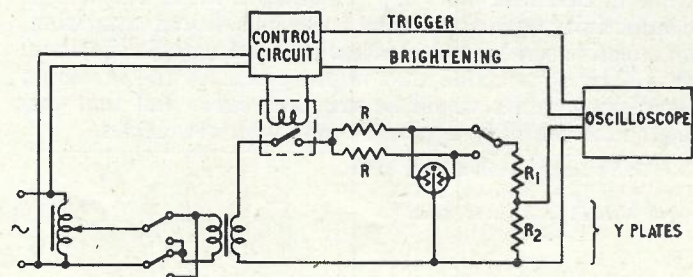 CONTROL
CIRCUIT
TRIGGER
BRIGHTENING
OSCILLOSCOPE
R
R
R1
R2
Y PLATES
~